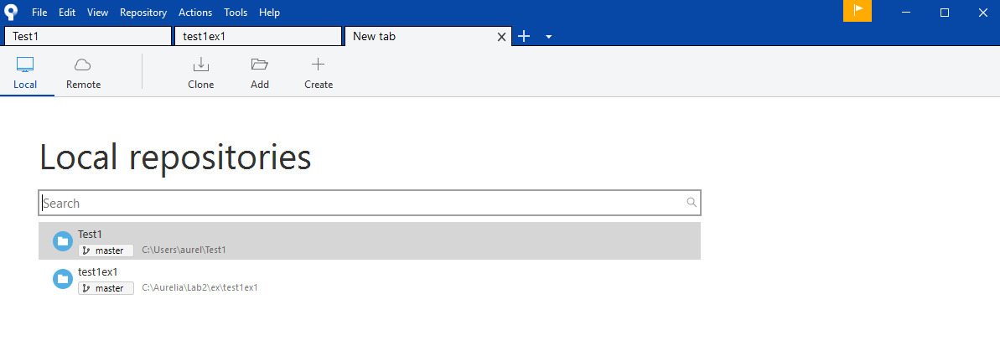 File Edit View Repository Actions Tools Help
Test1 test1ex1 New tab
Local Remote Clone Add Create
Local repositories
Search
Test1
master C:\Users\aurel\Test1
test1ex1
master C:\Aurelia\Lab2\ex\test1ex1